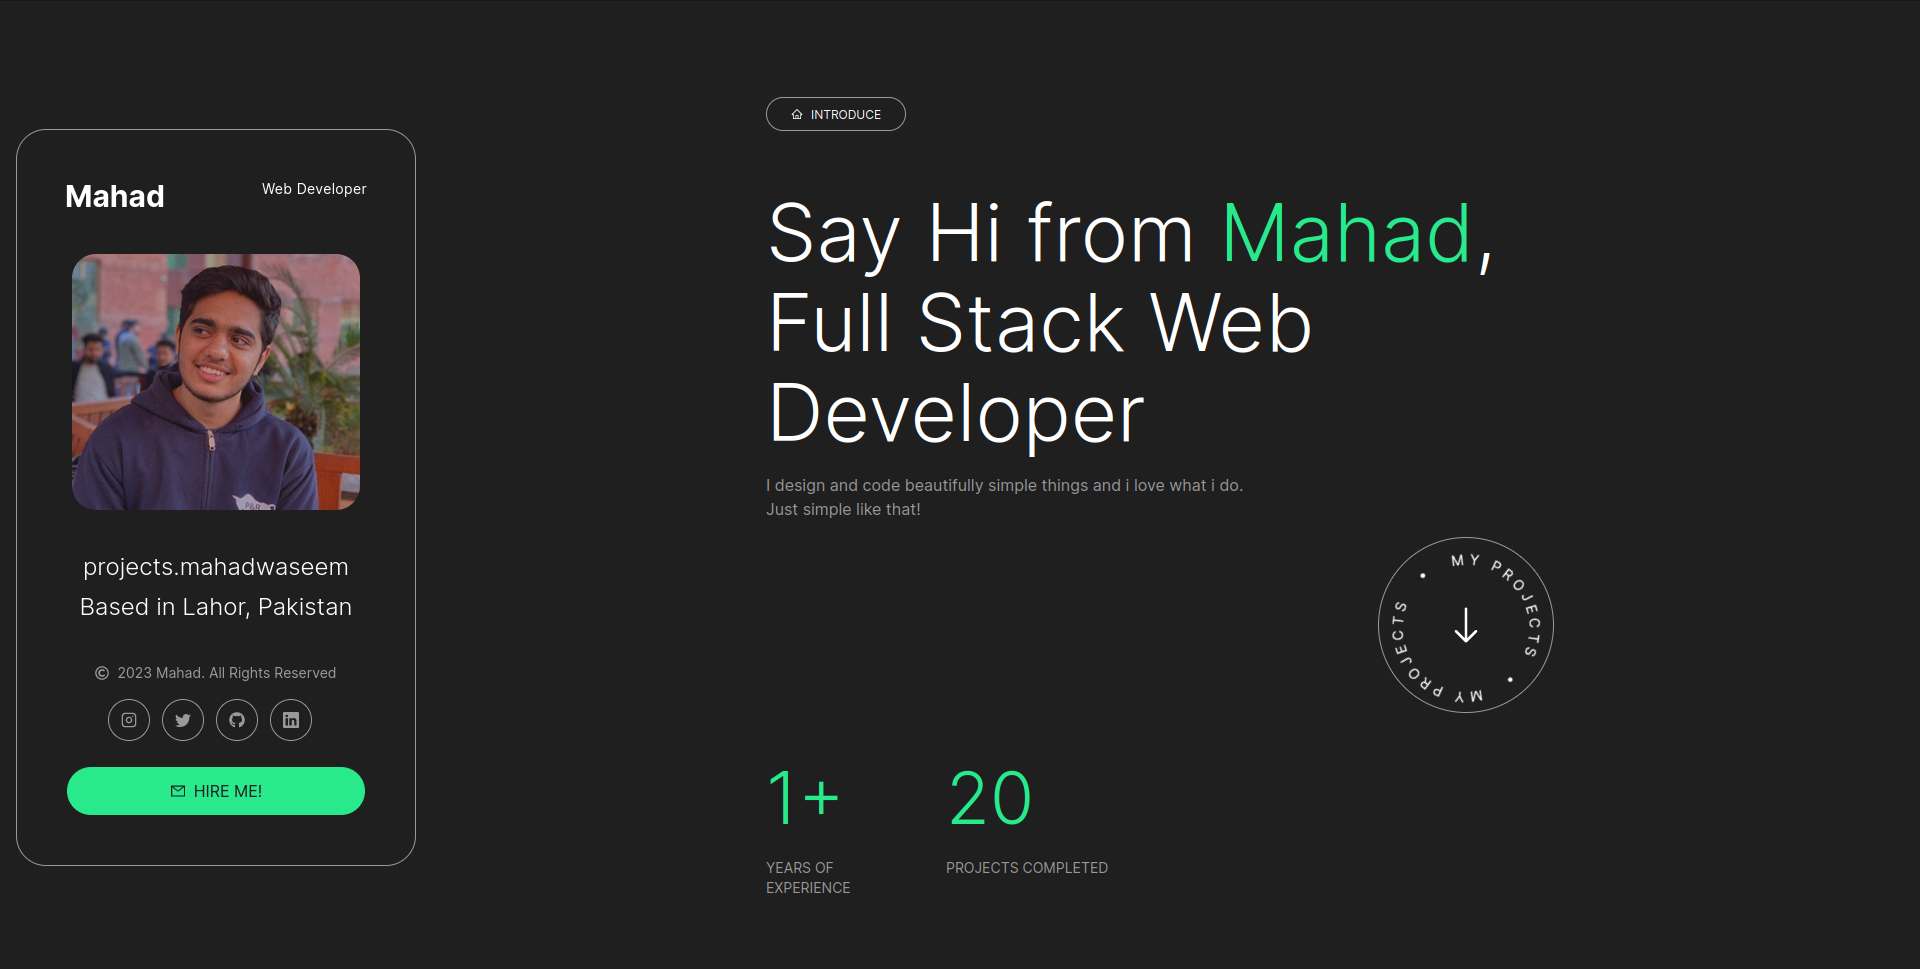 Mahad
Web Developer
P&R
projects.mahadwaseem
Based in Lahor, Pakistan
© 2023 Mahad. All Rights Reserved
HIRE ME!
INTRODUCE
Say Hi from Mahad,
Full Stack Web
Developer
I design and code beautifully simple things and i love what i do.
Just simple like that!
MY PROJECTS • MY PROJECTS •
1+
YEARS OF
EXPERIENCE
20
PROJECTS COMPLETED